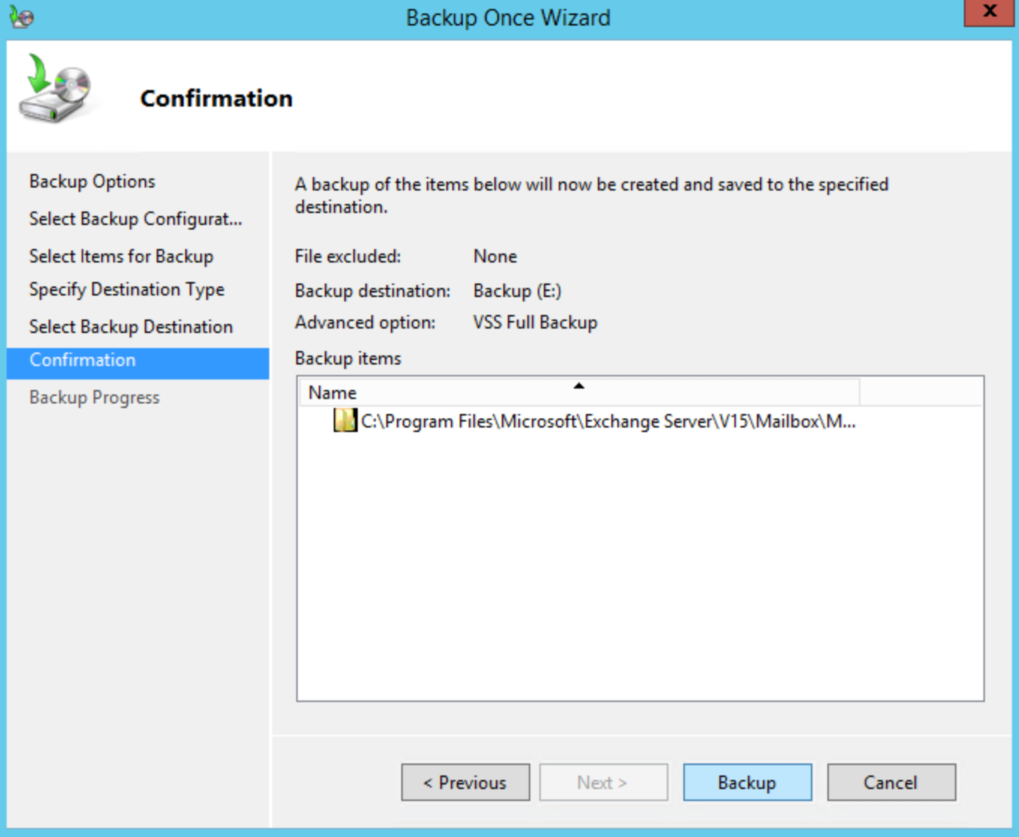 Backup Once Wizard
x
Confirmation
Backup Options
Select Backup Configurat...
Select Items for Backup
Specify Destination Type
Select Backup Destination
Confirmation
Backup Progress
A backup of the items below will now be created and saved to the specified
destination.
File excluded: None
Backup destination: Backup (E:)
Advanced option: VSS Full Backup
Backup items
Name
C:\Program Files\Microsoft\Exchange Server\V15\Mailbox\M...
< Previous Next > Backup Cancel